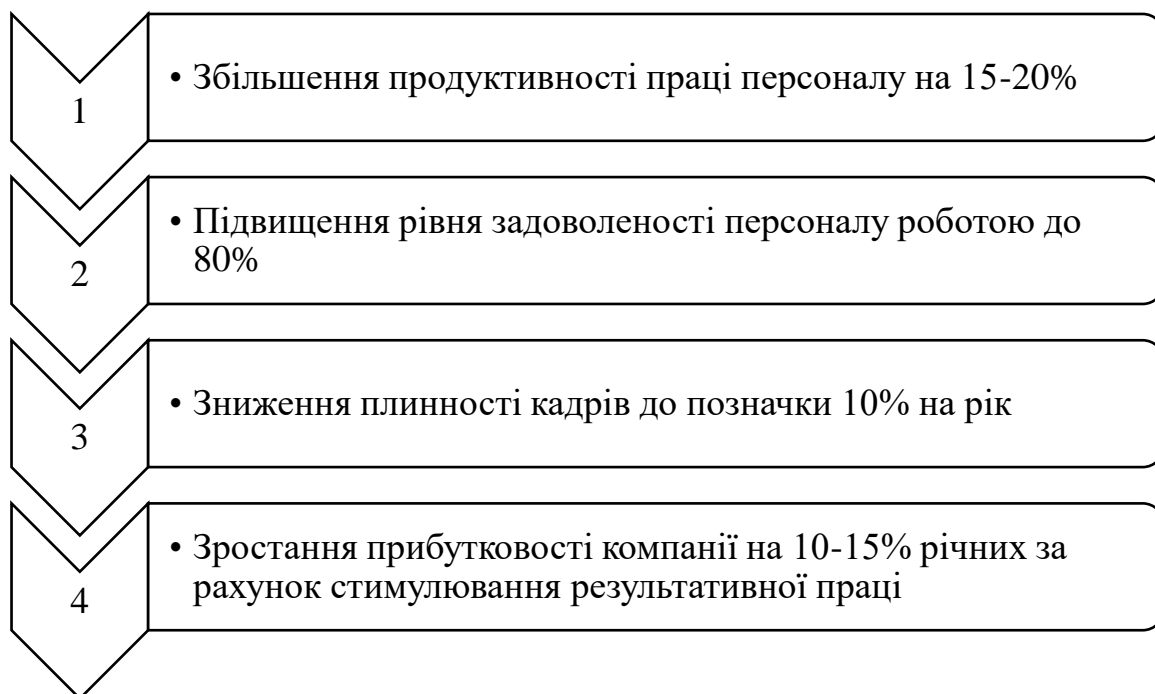 1
• Збільшення продуктивності праці персоналу на 15-20%
2
• Підвищення рівня задоволеності персоналу роботою до
80%
3
• Зниження плинності кадрів до позначки 10% на рік
4
• Зростання прибутковості компанії на 10-15% річних за
рахунок стимулювання результативної праці